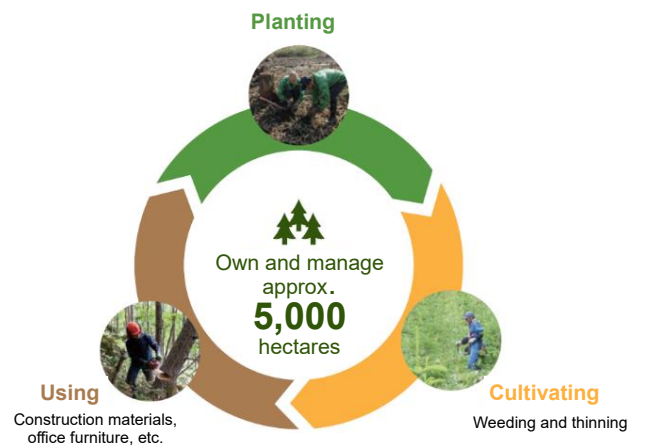 Planting
Own and manage
approx.
5,000
hectares
Using
Construction materials,
office furniture, etc.
Cultivating
Weeding and thinning